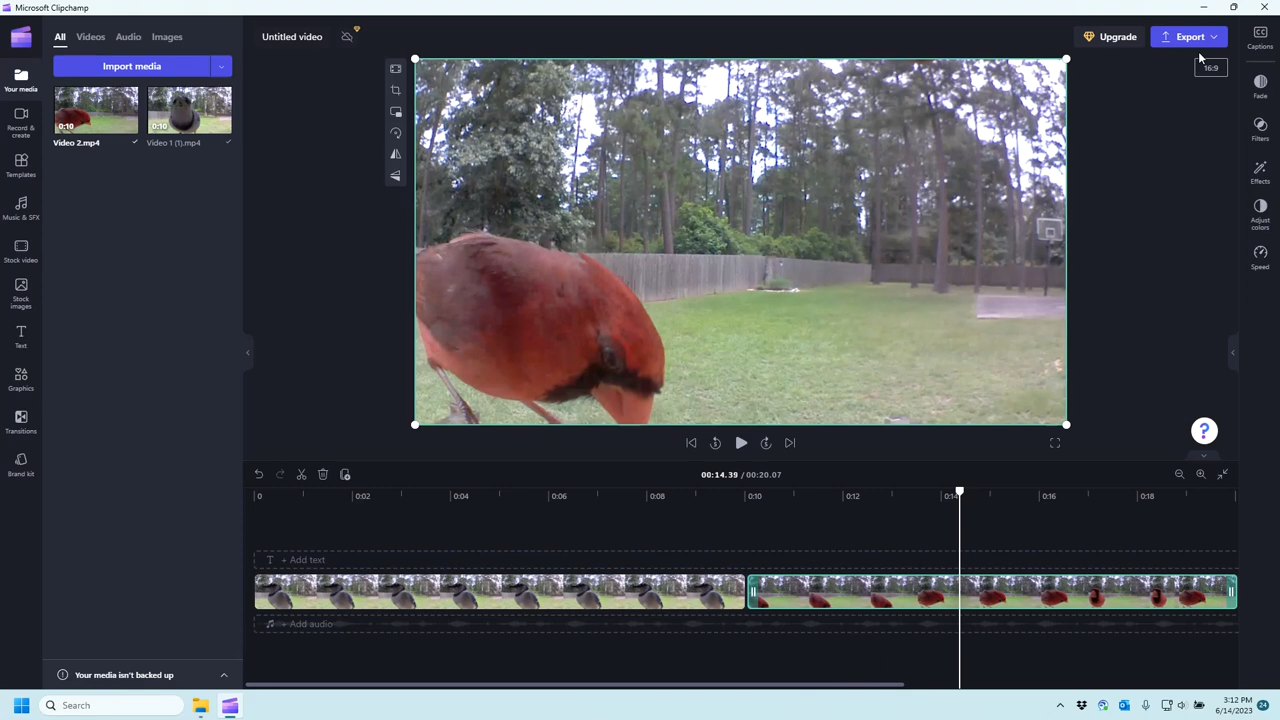 Microsoft Clipchamp
All Videos Audio Images
Import media
0:10
0:10
Video 2.mp4
Video 1 (1).mp4
Your media
Record & create
Templates
Music & SFX
Stock video
Stock images
Text
Graphics
Transitions
Brand kit
Your media isn't backed up
Untitled video
Upgrade
Export
16:9
Captions
Fade
Filters
Effects
Adjust colors
Speed
?
00:14.39 / 00:20.07
0 0:02 0:04 0:06 0:08 0:10 0:12 0:14 0:16 0:18
T + Add text
+ Add audio
Search
3:12 PM
6/14/2023
24